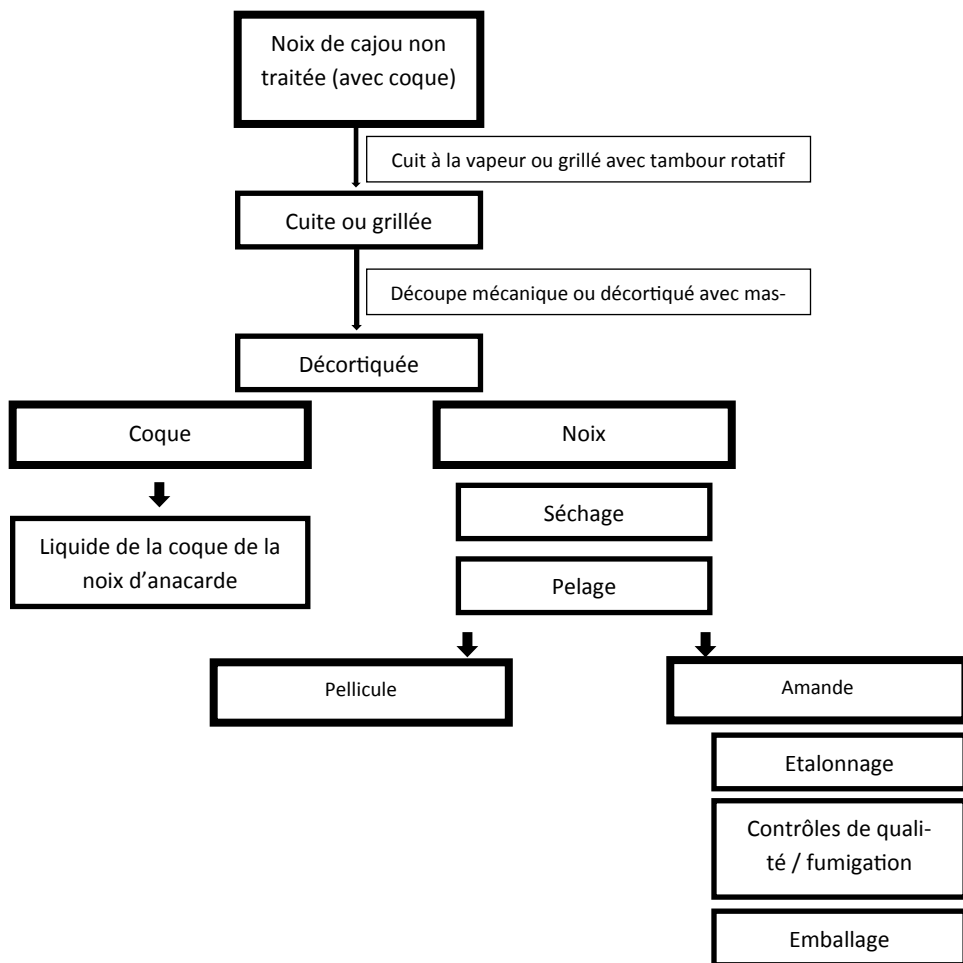 Noix de cajou non
traitée (avec coque)
Cuit à la vapeur ou grillé avec tambour rotatif
Cuite ou grillée
Découpe mécanique ou décortiqué avec mas-
Décortiquée
Coque
Noix
Séchage
Liquide de la coque de la
noix d’anacarde
Pelage
Pellicule
Amande
Etalonnage
Contrôles de quali-
té / fumigation
Emballage